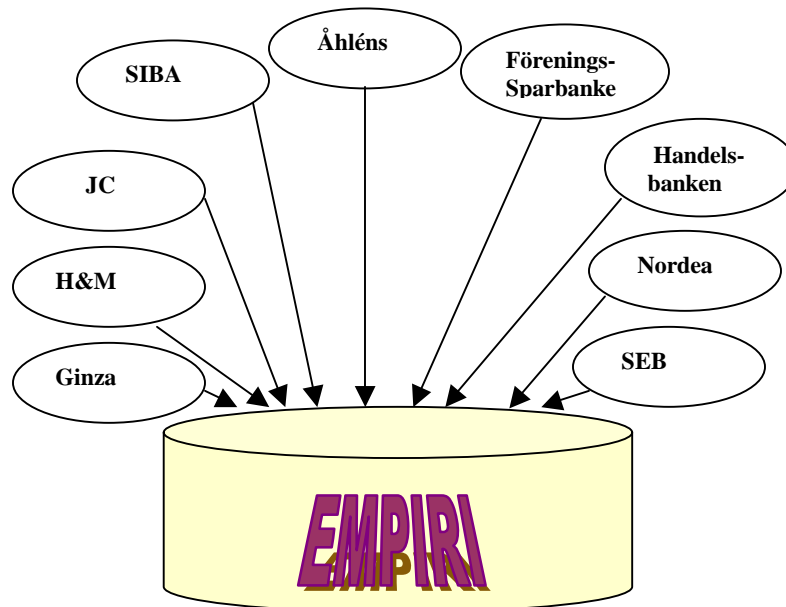 Åhléns
SIBA
Förenings-
Sparbanke
Handels-
banken
JC
Nordea
H&M
SEB
Ginza
EMPIRI